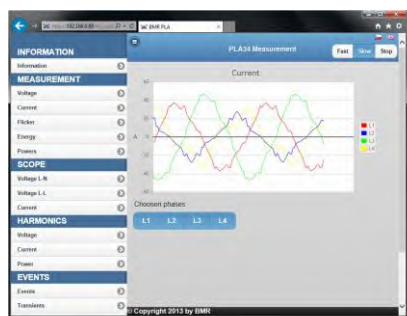 BMR PLA
INFORMATION
Information
MEASUREMENT
Voltage
Current
Flicker
Energy
Powers
SCOPE
Voltage L-N
Voltage L-L
Current
HARMONICS
Voltage
Current
Power
EVENTS
Events
Transients
PLA34 Measurement
Fast
Slow
Stop
Current
A
L1
L2
L3
L4
Choosen phases
L1
L2
L3
L4
© Copyright 2013 by BMR